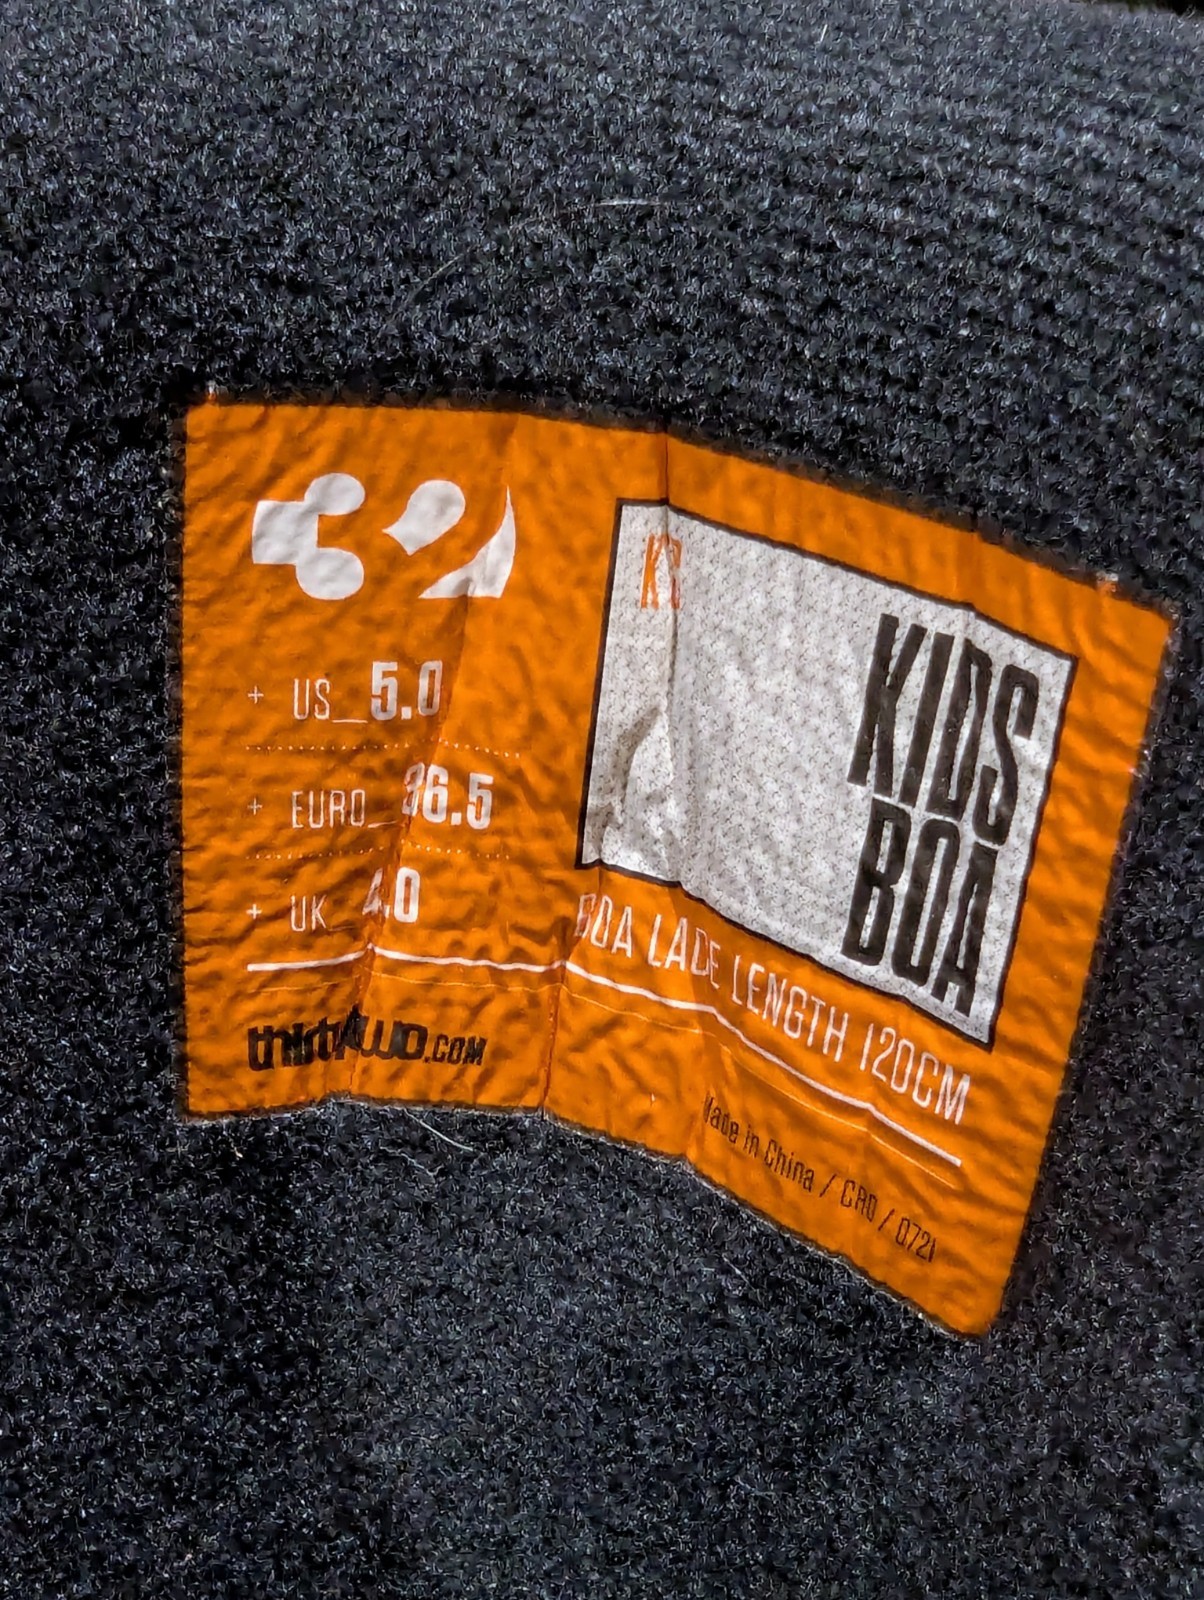 32
+ US_5.0
+ EURO_36.5
+ UK_4.0
thirtytwo.com
KIDS
BOA
BOA LACE LENGTH 120CM
Made in China / CRO / 0721